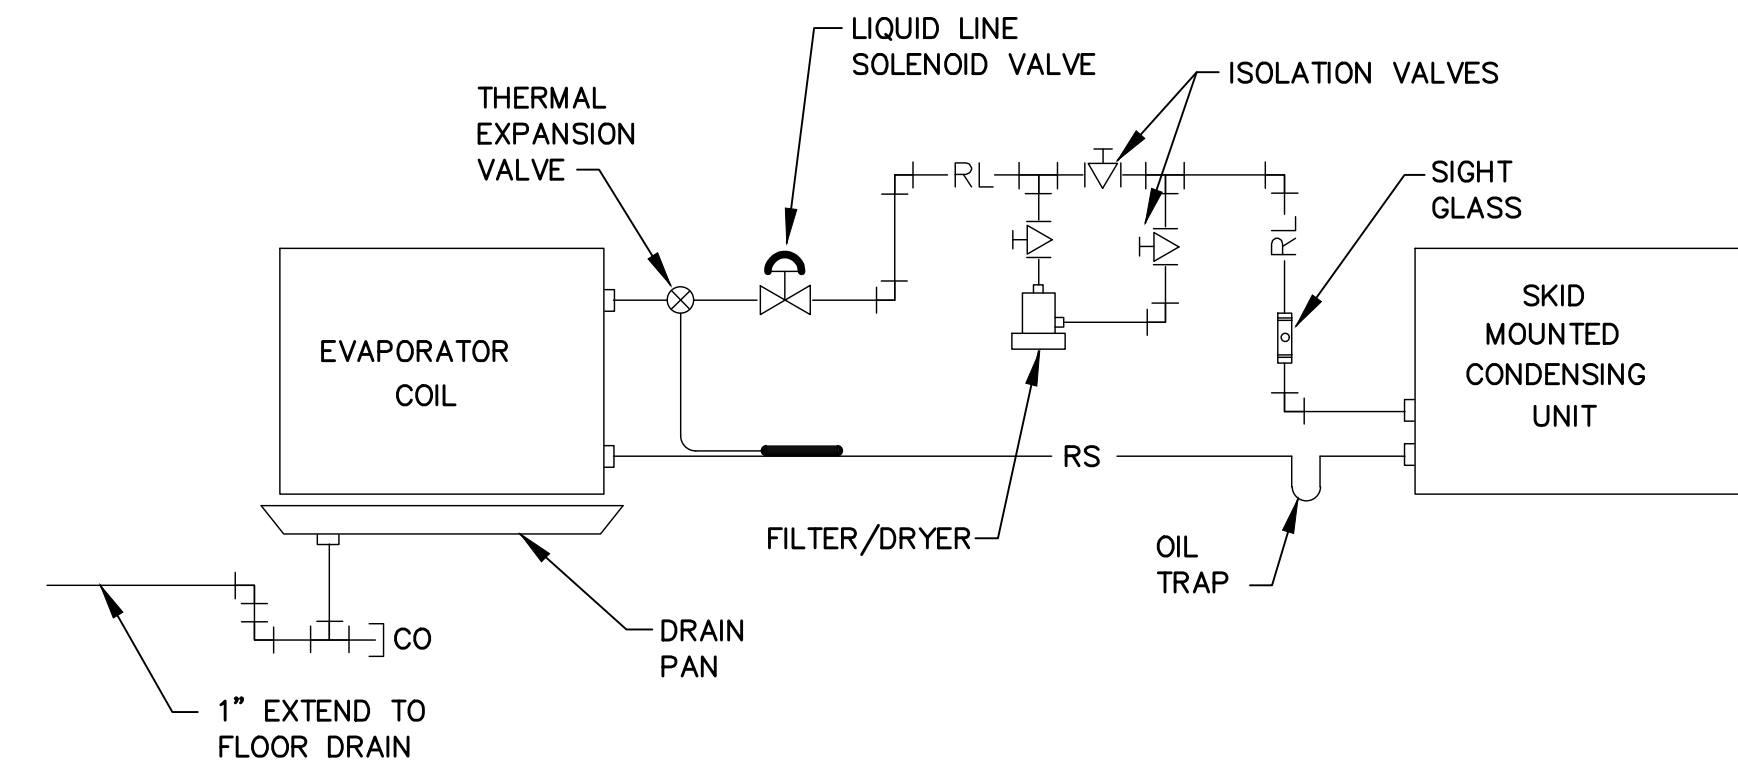 LIQUID LINE
SOLENOID VALVE
ISOLATION VALVES
THERMAL
EXPANSION
VALVE
RL
SIGHT
GLASS
RL
EVAPORATOR
COIL
SKID
MOUNTED
CONDENSING
UNIT
RS
FILTER/DRYER
OIL
TRAP
CO
DRAIN
PAN
1” EXTEND TO
FLOOR DRAIN